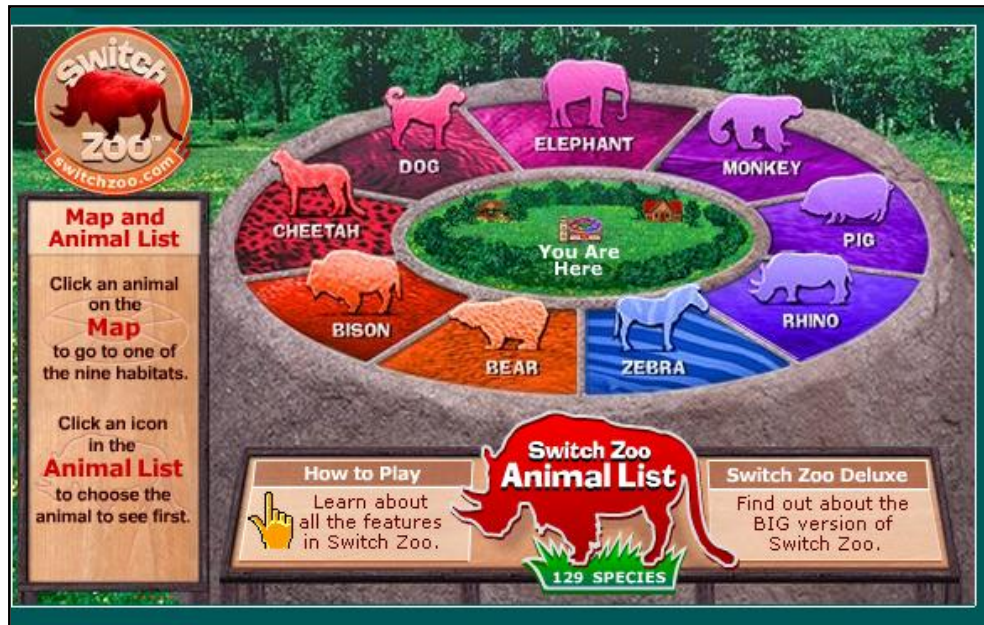 Switch
ZOO™
switchzoo.com
Map and
Animal List
Click an animal
on the
Map
to go to one of
the nine habitats.
Click an icon
in the
Animal List
to choose the
animal to see first.
DOG
ELEPHANT
MONKEY
CHEETAH
PIG
You Are
Here
BISON
RHINO
BEAR
ZEBRA
How to Play
Learn about
all the features
in Switch Zoo.
Switch Zoo
Animal List
129 SPECIES
Switch Zoo Deluxe
Find out about the
BIG version of
Switch Zoo.